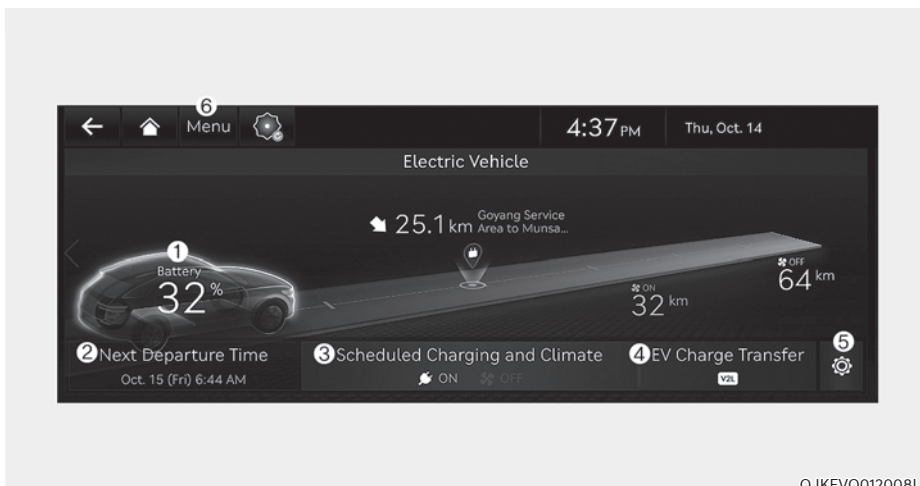 6
Menu
4:37 PM
Thu, Oct. 14
Electric Vehicle
25.1 km Goyang Service
Area to Munsa...
1
Battery
32 %
OFF
64 km
ON
32 km
2 Next Departure Time
Oct. 15 (Fri) 6:44 AM
3 Scheduled Charging and Climate
ON OFF
4 EV Charge Transfer
V2L
5